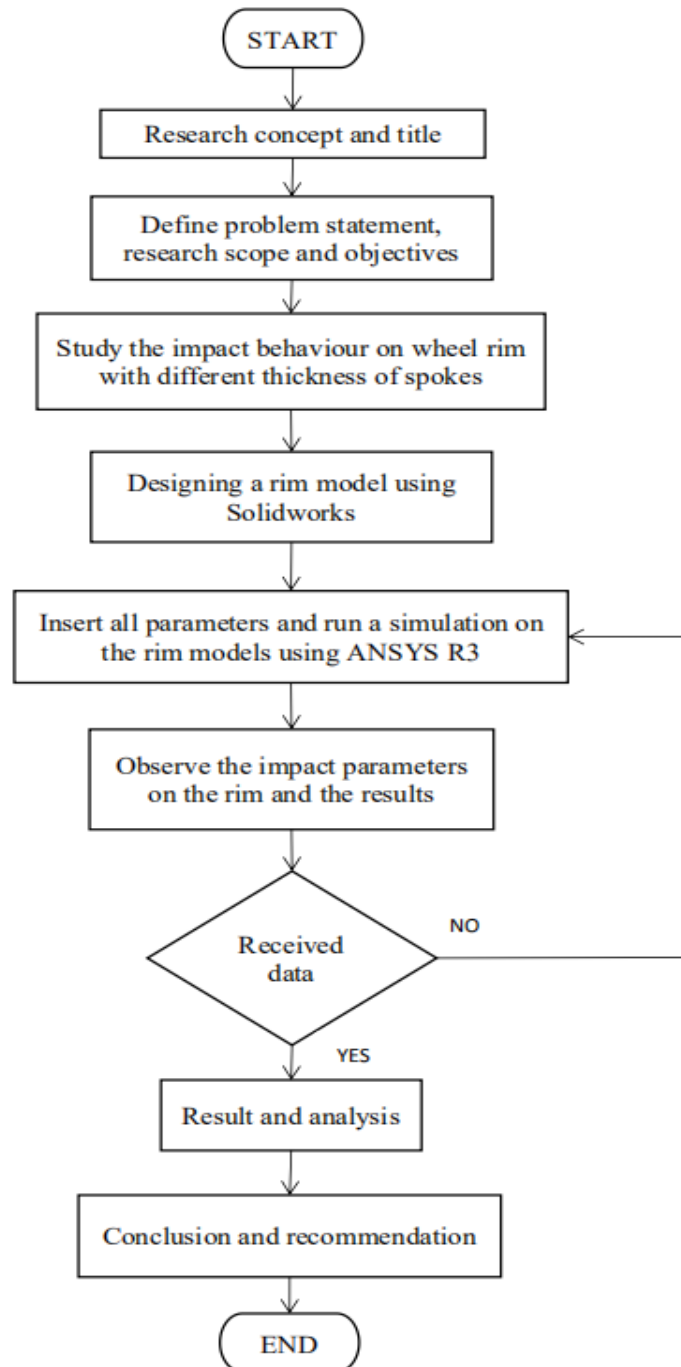 START
Research concept and title
Define problem statement,
research scope and objectives
Study the impact behaviour on wheel rim
with different thickness of spokes
Designing a rim model using
Solidworks
Insert all parameters and run a simulation on
the rim models using ANSYS R3
Observe the impact parameters
on the rim and the results
Received
data
NO
YES
Result and analysis
Conclusion and recommendation
END